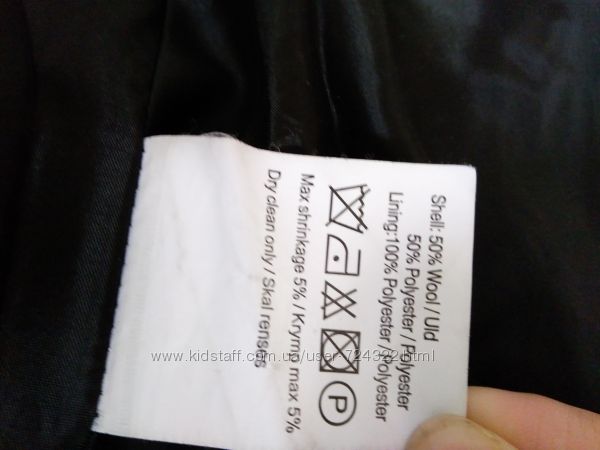 Shell: 50% Wool / Uld
50% Polyester / Polyester
Lining:100% Polyester / Polyester
P
Max shrinkage 5% / Krymp. max 5%
Dry clean only / Skal renses
www.kidstaff.com.ua/user-724322.html